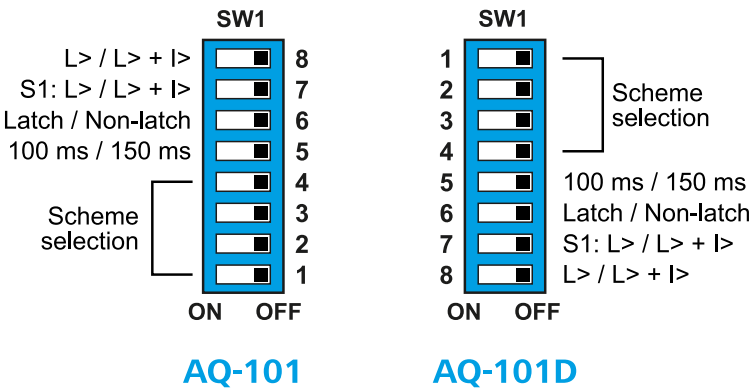 SW1
L> / L> + I> 8
S1: L> / L> + I> 7
Latch / Non-latch 6
100 ms / 150 ms 5
4
Scheme selection
3
2
1
ON OFF
AQ-101
SW1
1
2
Scheme selection
3
4
5 100 ms / 150 ms
6 Latch / Non-latch
7 S1: L> / L> + I>
8 L> / L> + I>
ON OFF
AQ-101D